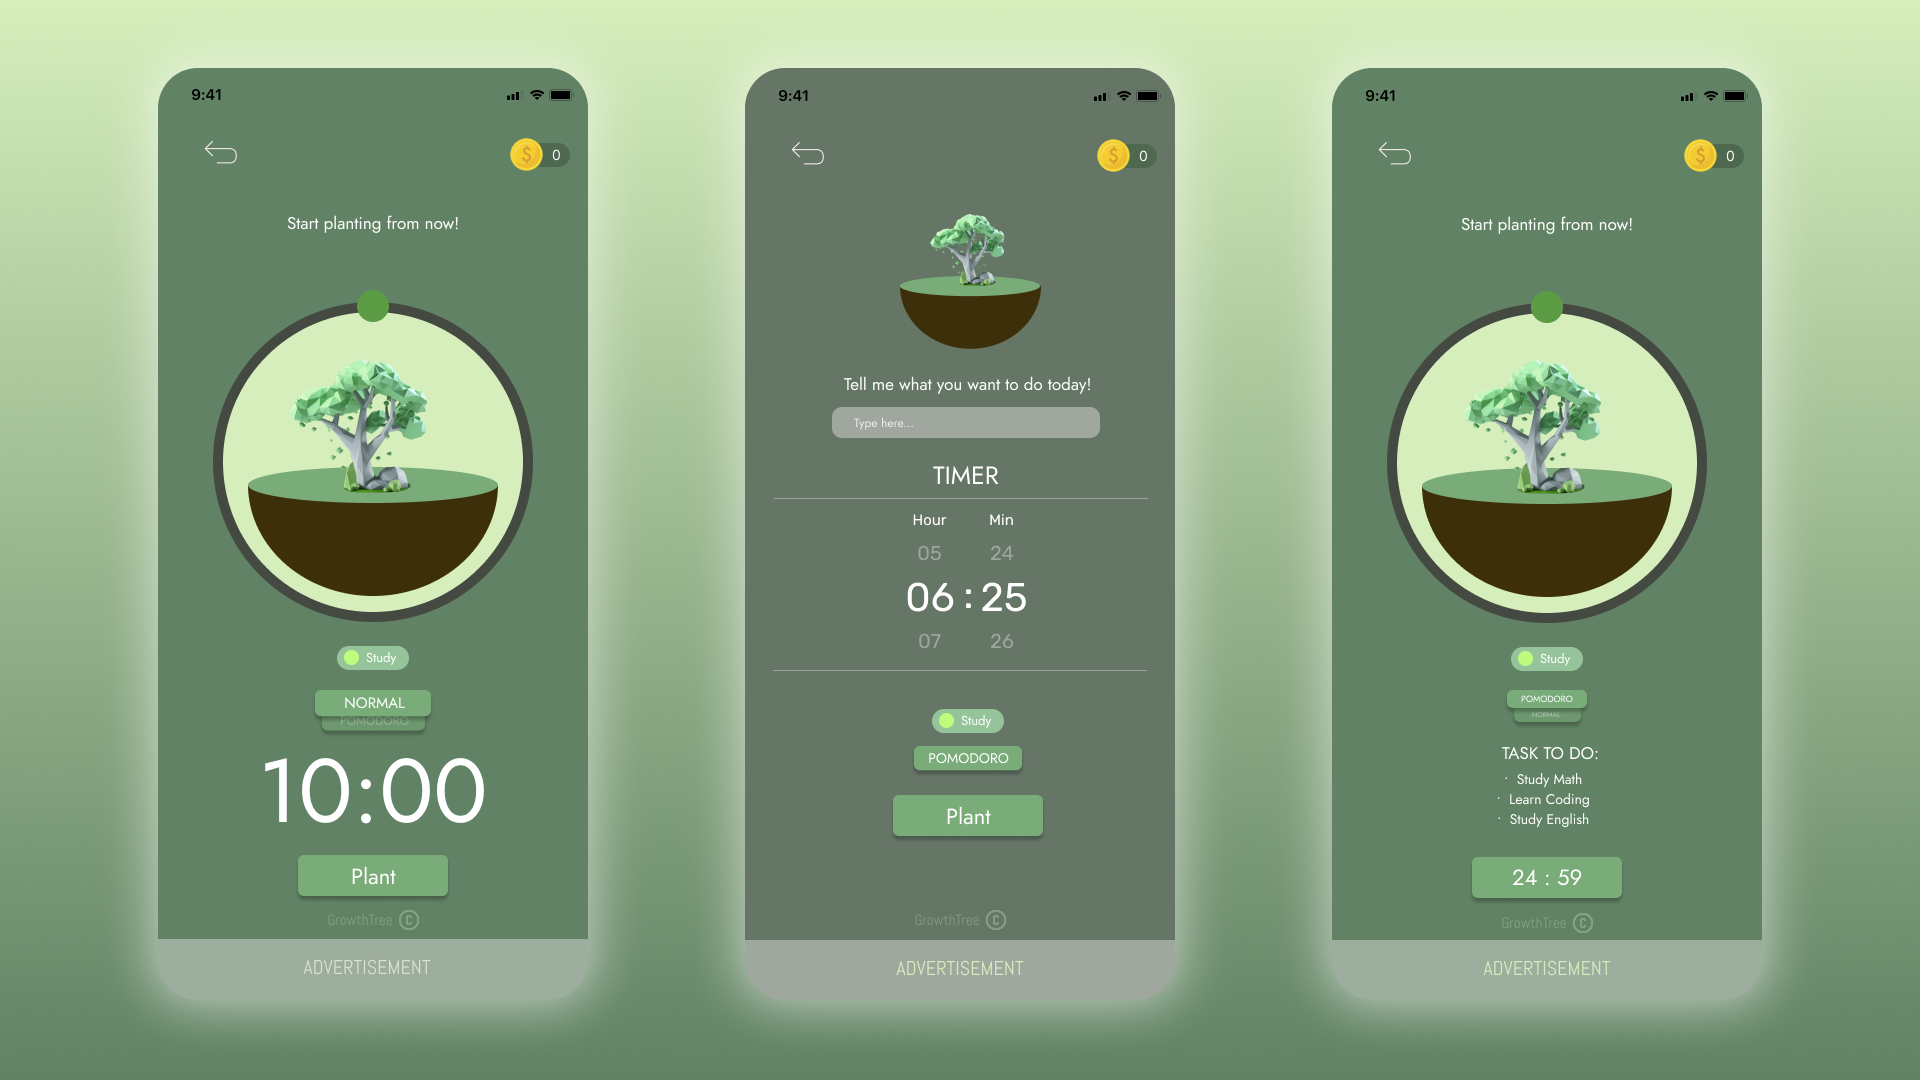 9:41
$ 0
Start planting from now!
Study
NORMAL
POMODORO
10:00
Plant
GrowthTree C
ADVERTISEMENT
9:41
$ 0
Tell me what you want to do today!
Type here...
TIMER
Hour Min
05 24
06 : 25
07 26
Study
POMODORO
Plant
GrowthTree C
ADVERTISEMENT
9:41
$ 0
Start planting from now!
Study
POMODORO
NORMAL
TASK TO DO:
· Study Math
· Learn Coding
· Study English
24 : 59
GrowthTree C
ADVERTISEMENT